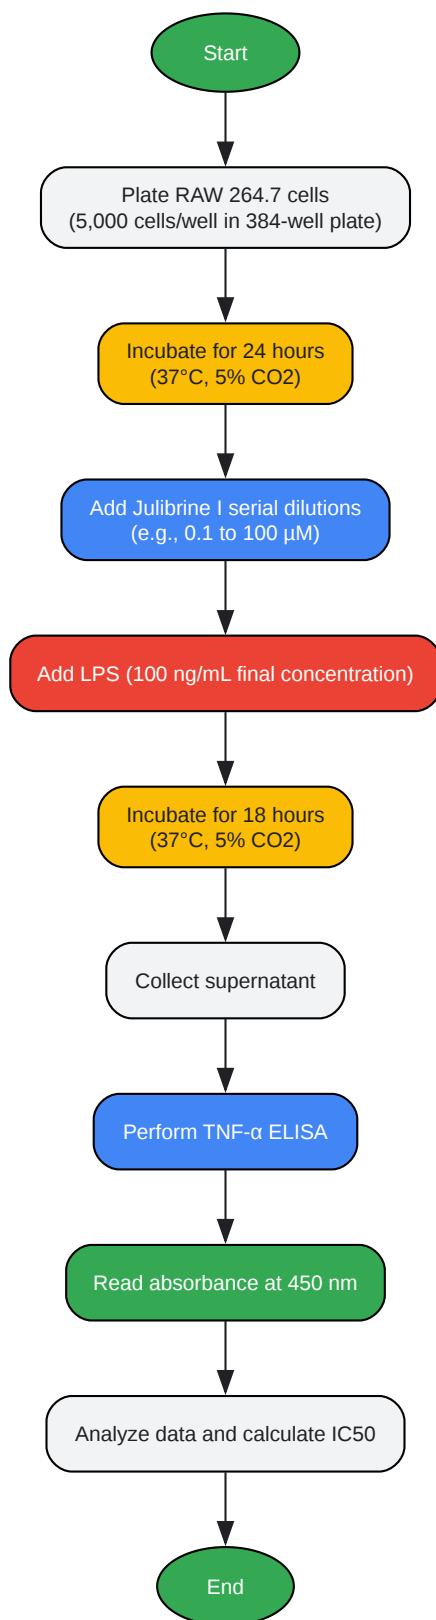 Start
Plate RAW 264.7 cells
(5,000 cells/well in 384-well plate)
Incubate for 24 hours
(37°C, 5% CO2)
Add Julibrine I serial dilutions
(e.g., 0.1 to 100 µM)
Add LPS (100 ng/mL final concentration)
Incubate for 18 hours
(37°C, 5% CO2)
Collect supernatant
Perform TNF-α ELISA
Read absorbance at 450 nm
Analyze data and calculate IC50
End